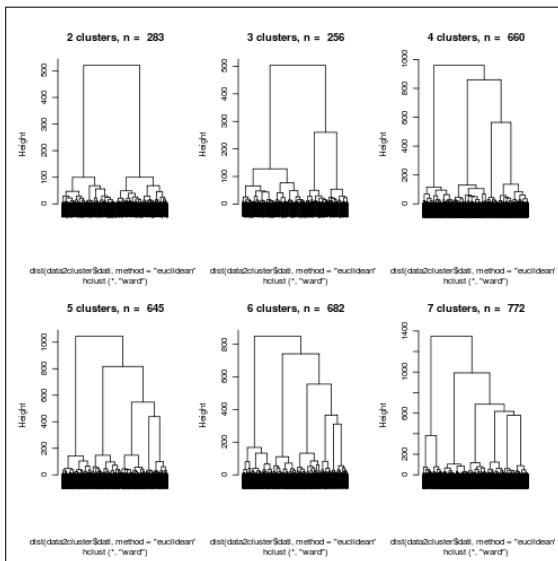 2 clusters, n = 283
3 clusters, n = 256
4 clusters, n = 660
Height
0 100 200 300 400 500
Height
0 100 200 300 400 500
Height
0 200 400 600 800 1000
dist(data2cluster$dati, method = "euclidean"
hclust (*, "ward")
dist(data2cluster$dati, method = "euclidean"
hclust (*, "ward")
dist(data2cluster$dati, method = "euclidean"
hclust (*, "ward")
5 clusters, n = 645
6 clusters, n = 682
7 clusters, n = 772
Height
0 200 400 600 800 1000
Height
0 200 400 600 800
Height
0 200 400 600 1000 1400
dist(data2cluster$dati, method = "euclidean"
hclust (*, "ward")
dist(data2cluster$dati, method = "euclidean"
hclust (*, "ward")
dist(data2cluster$dati, method = "euclidean"
hclust (*, "ward")